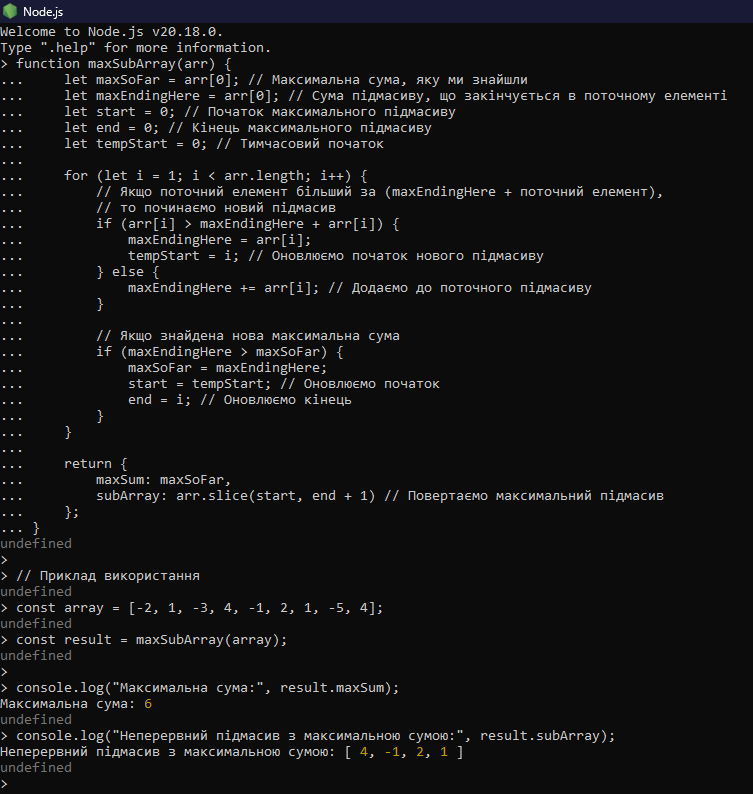 Node.js
Welcome to Node.js v20.18.0.
Type ".help" for more information.
> function maxSubArray(arr) {
...     let maxSoFar = arr[0]; // Максимальна сума, яку ми знайшли
...     let maxEndingHere = arr[0]; // Сума підмасиву, що закінчується в поточному елементі
...     let start = 0; // Початок максимального підмасиву
...     let end = 0; // Кінець максимального підмасиву
...     let tempStart = 0; // Тимчасовий початок
...
...     for (let i = 1; i < arr.length; i++) {
...         // Якщо поточний елемент більший за (maxEndingHere + поточний елемент),
...         // то починаємо новий підмасив
...         if (arr[i] > maxEndingHere + arr[i]) {
...             maxEndingHere = arr[i];
...             tempStart = i; // Оновлюємо початок нового підмасиву
...         } else {
...             maxEndingHere += arr[i]; // Додаємо до поточного підмасиву
...         }
...
...         // Якщо знайдена нова максимальна сума
...         if (maxEndingHere > maxSoFar) {
...             maxSoFar = maxEndingHere;
...             start = tempStart; // Оновлюємо початок
...             end = i; // Оновлюємо кінець
...         }
...     }
...
...     return {
...         maxSum: maxSoFar,
...         subArray: arr.slice(start, end + 1) // Повертаємо максимальний підмасив
...     };
... }
undefined
>
> // Приклад використання
undefined
> const array = [-2, 1, -3, 4, -1, 2, 1, -5, 4];
undefined
> const result = maxSubArray(array);
undefined
>
> console.log("Максимальна сума:", result.maxSum);
Максимальна сума: 6
undefined
> console.log("Неперервний підмасив з максимальною сумою:", result.subArray);
Неперервний підмасив з максимальною сумою: [ 4, -1, 2, 1 ]
undefined
>